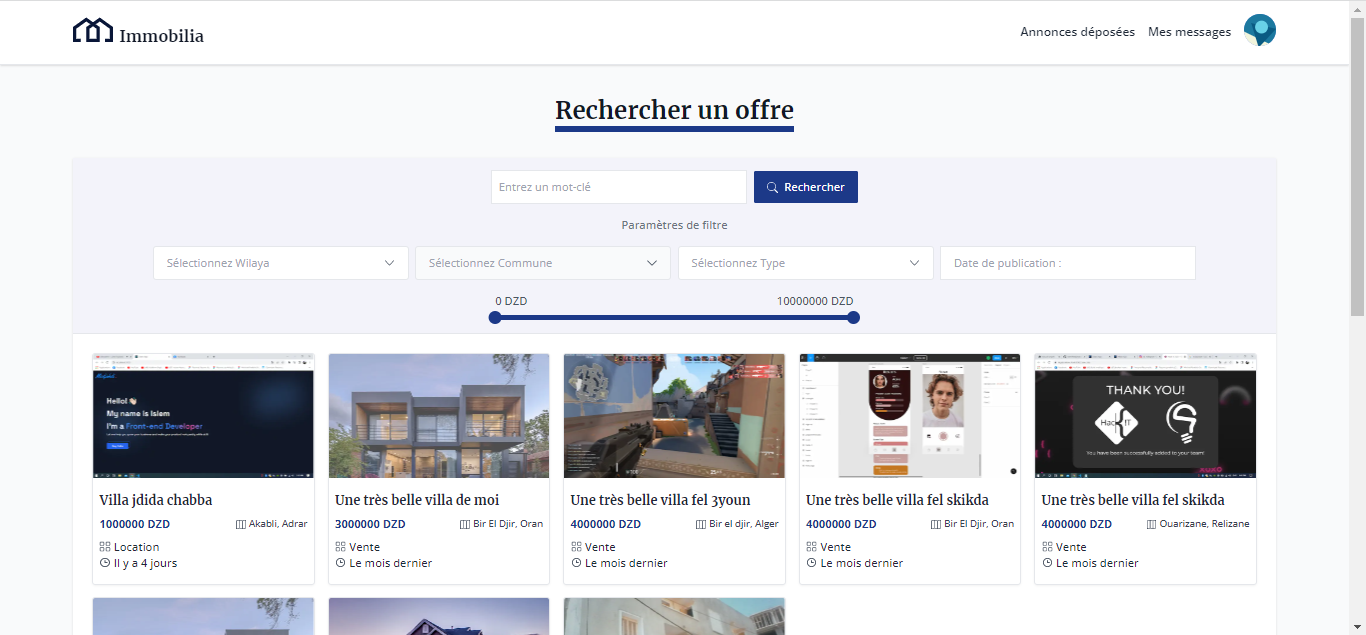 Immobilia
Annonces déposées Mes messages
Rechercher un offre
Entrez un mot-clé
Rechercher
Paramètres de filtre
Sélectionnez Wilaya
Sélectionnez Commune
Sélectionnez Type
Date de publication :
0 DZD
10000000 DZD
Hello!
My name is Islem
I'm a Front-end Developer
Villa jdida chabba
1000000 DZD
Akabli, Adrar
Location
Il y a 4 jours
Une très belle villa de moi
3000000 DZD
Bir El Djir, Oran
Vente
Le mois dernier
Une très belle villa fel 3youn
4000000 DZD
Bir el djir, Alger
Vente
Le mois dernier
Une très belle villa fel skikda
4000000 DZD
Bir El Djir, Oran
Vente
Le mois dernier
THANK YOU!
You have been successfully added to your team!
Une très belle villa fel skikda
4000000 DZD
Ouarizane, Relizane
Vente
Le mois dernier